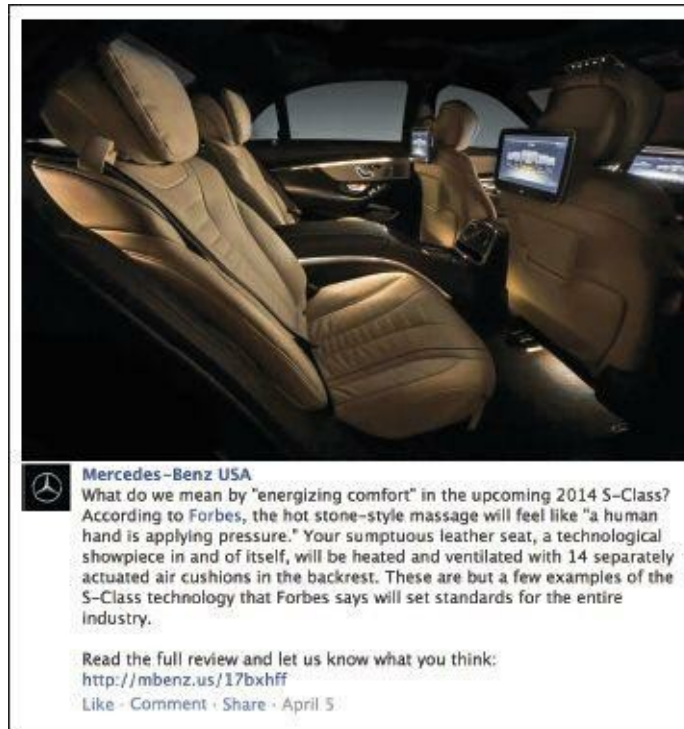 Mercedes-Benz USA
What do we mean by "energizing comfort" in the upcoming 2014 S-Class?
According to Forbes, the hot stone-style massage will feel like "a human
hand is applying pressure." Your sumptuous leather seat, a technological
showpiece in and of itself, will be heated and ventilated with 14 separately
actuated air cushions in the backrest. These are but a few examples of the
S-Class technology that Forbes says will set standards for the entire
industry.
Read the full review and let us know what you think:
http://mbenz.us/17bxhff
Like · Comment · Share · April 5